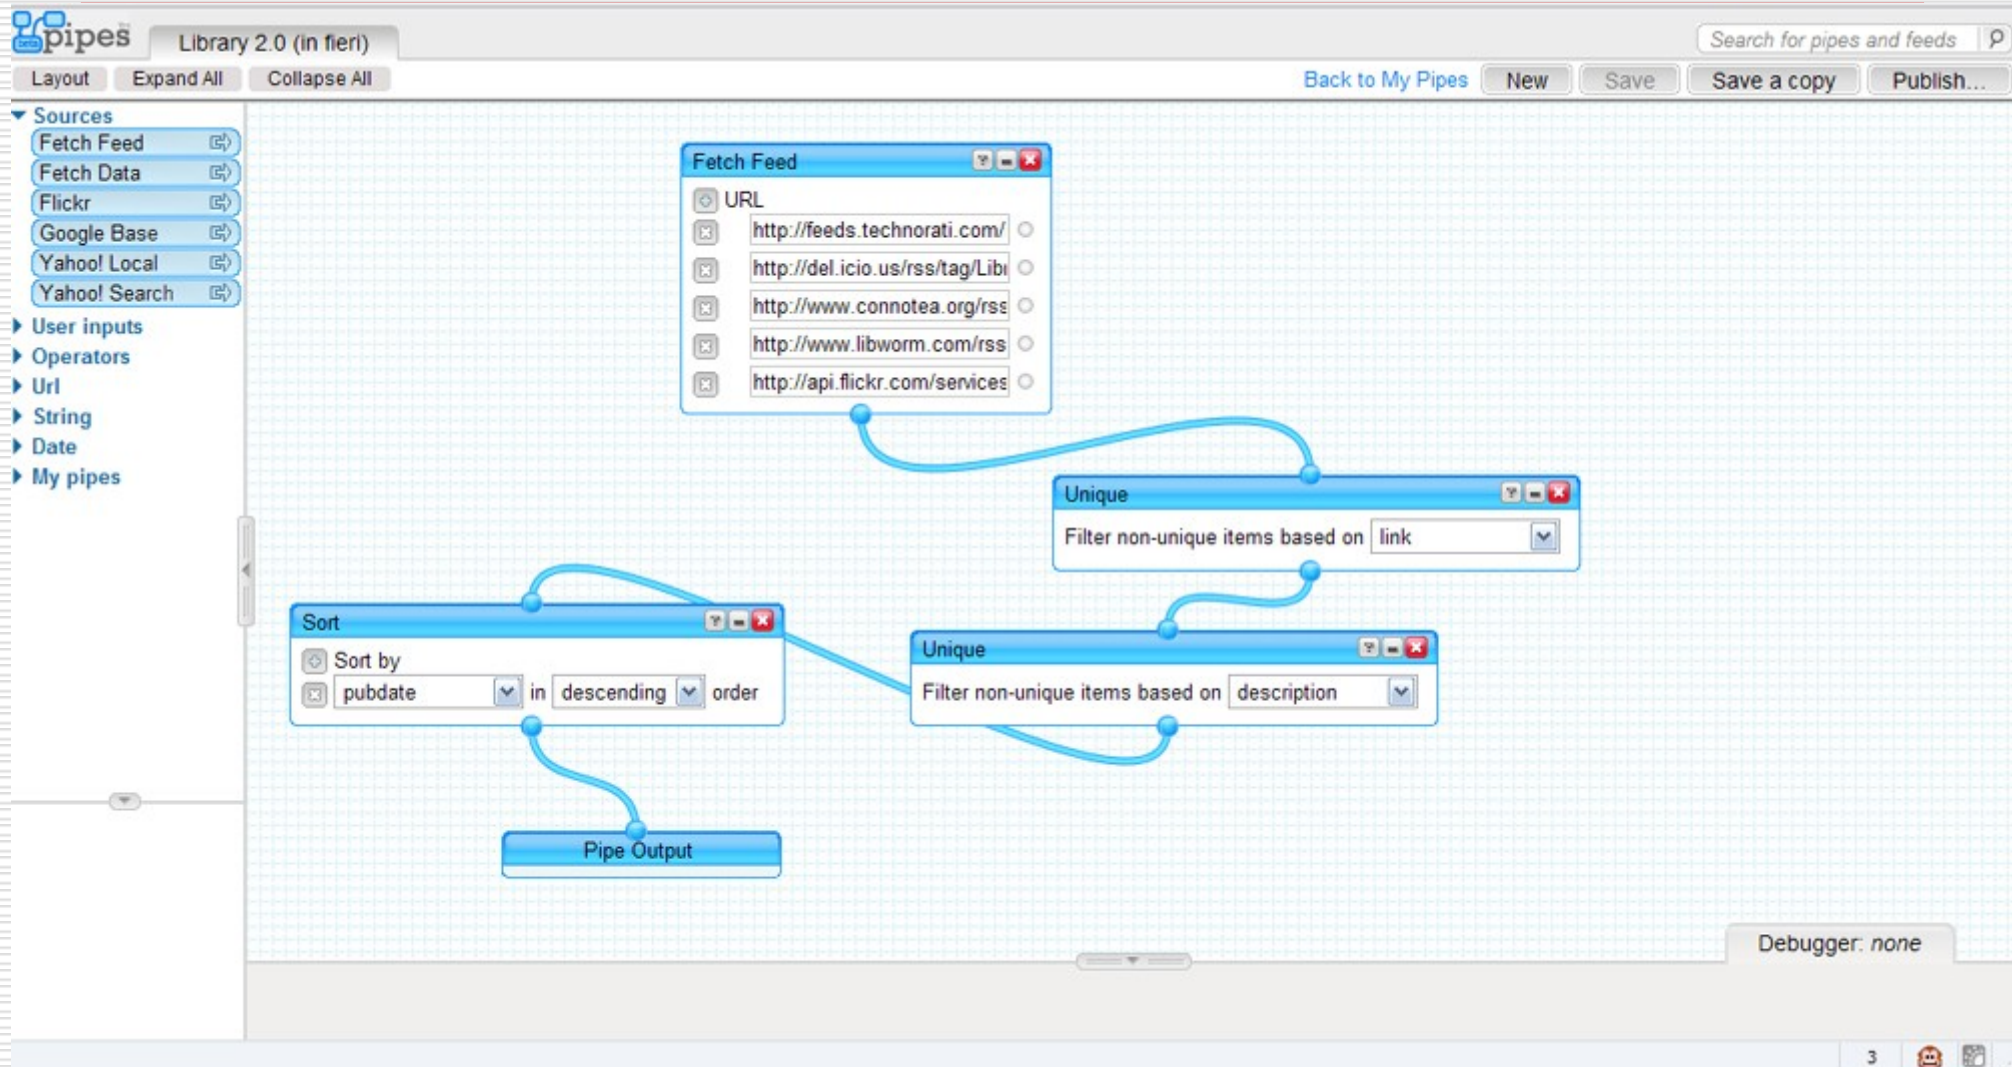 pipes
beta
Library 2.0 (in fieri)
Search for pipes and feeds
Layout Expand All Collapse All
Back to My Pipes New Save Save a copy Publish...
Sources
Fetch Feed
Fetch Data
Flickr
Google Base
Yahoo! Local
Yahoo! Search
User inputs
Operators
Url
String
Date
My pipes
Fetch Feed
URL
http://feeds.technorati.com/
http://del.icio.us/rss/tag/Libr
http://www.connotea.org/rss
http://www.libworm.com/rss
http://api.flickr.com/services
Unique
Filter non-unique items based on link
Unique
Filter non-unique items based on description
Sort
Sort by
pubdate in descending order
Pipe Output
Debugger: none
3